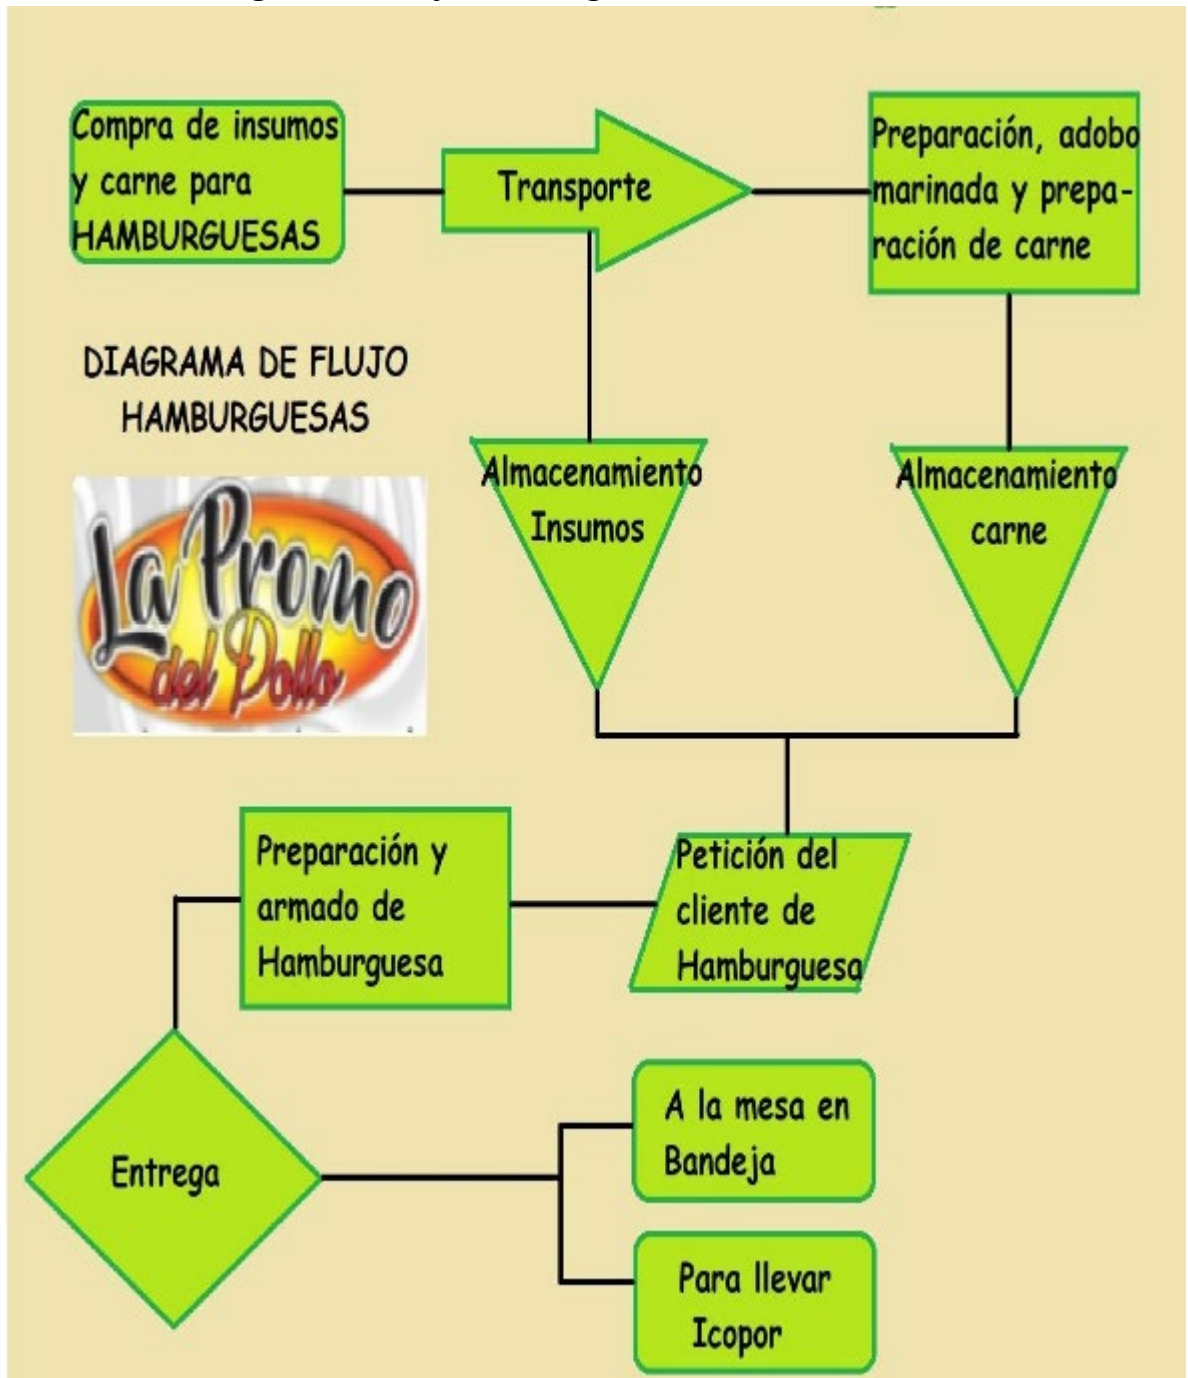 Compra de insumos
y carne para
HAMBURGUESAS
Transporte
Preparación, adobo
marinada y prepa-
ración de carne
DIAGRAMA DE FLUJO
HAMBURGUESAS
Almacenamiento
Insumos
Almacenamiento
carne
La Promo
del Pollo
Petición del
cliente de
Hamburguesa
Preparación y
armado de
Hamburguesa
Entrega
A la mesa en
Bandeja
Para llevar
Icopor